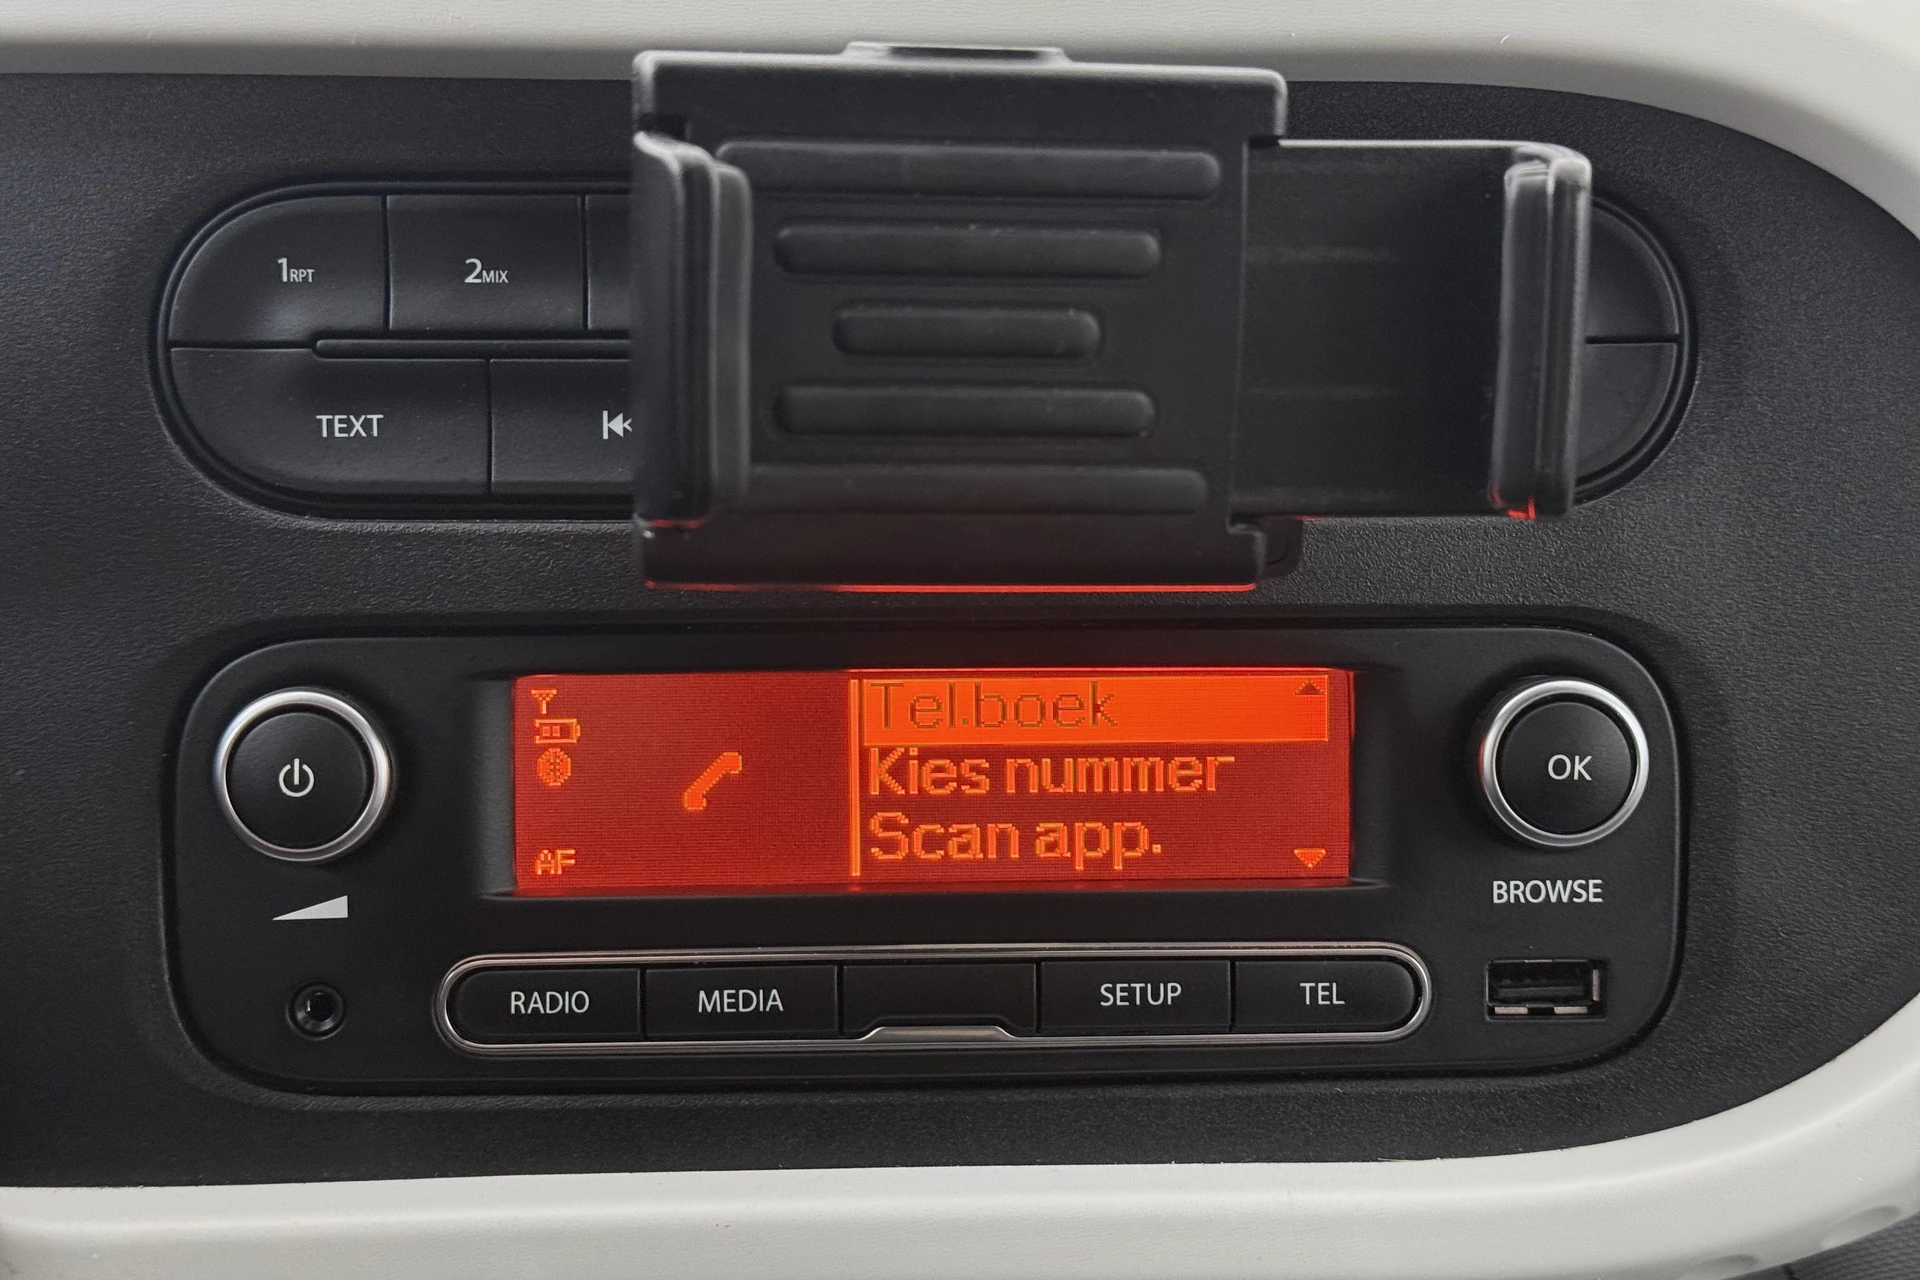 1RPT
2MIX
TEXT
Tel.boek
Kies nummer
Scan app.
AF
OK
BROWSE
RADIO
MEDIA
SETUP
TEL